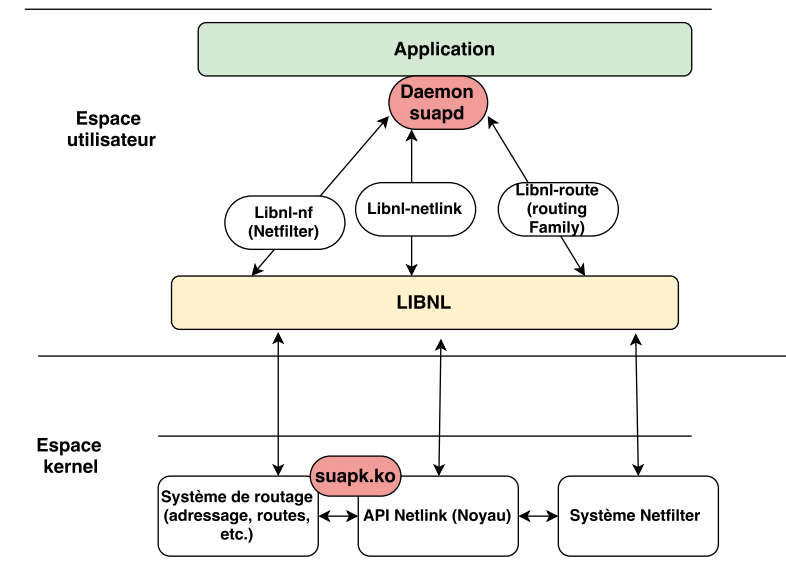 Application
Daemon
suapd
Espace
utilisateur
Libnl-nf
(Netfilter)
Libnl-netlink
Libnl-route
(routing
Family)
LIBNL
Espace
kernel
suapk.ko
Système de routage
(adressage, routes,
etc.)
API Netlink (Noyau)
Système Netfilter